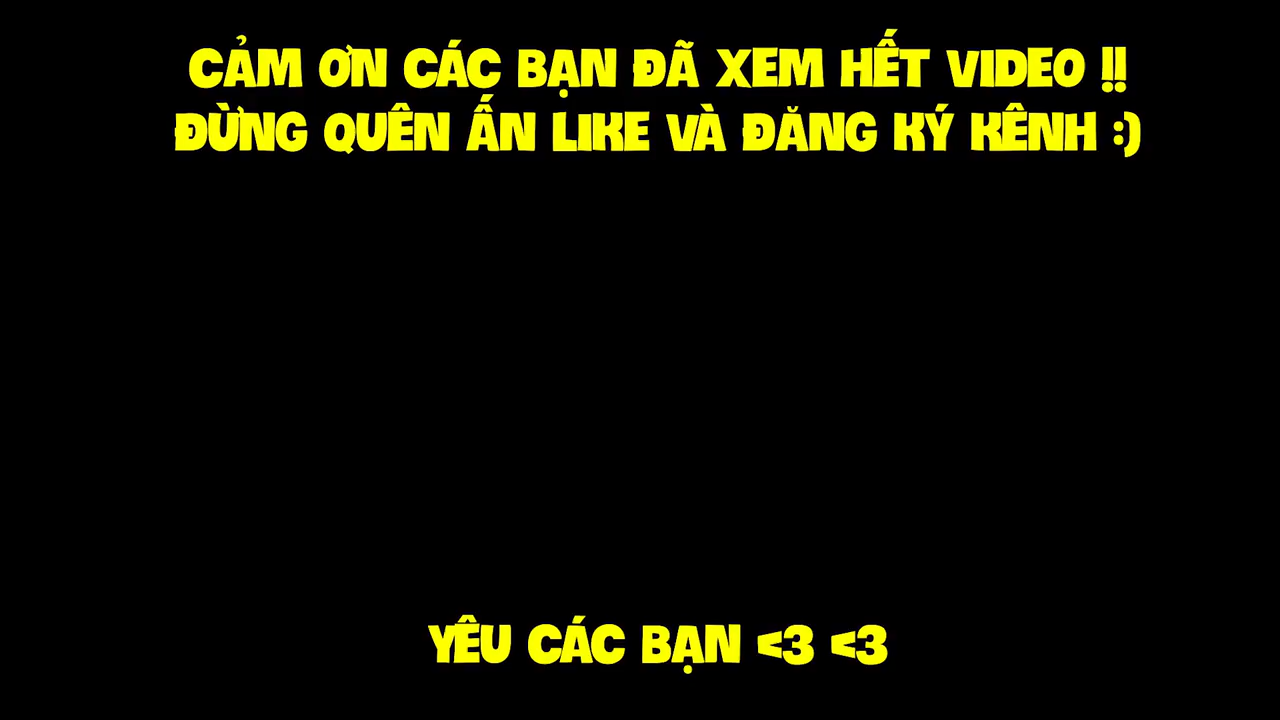 CẢM ƠN CÁC BẠN ĐÃ XEM HẾT VIDEO !!
ĐỪNG QUÊN ẤN LIKE VÀ ĐĂNG KÝ KÊNH :)
YÊU CÁC BẠN <3 <3